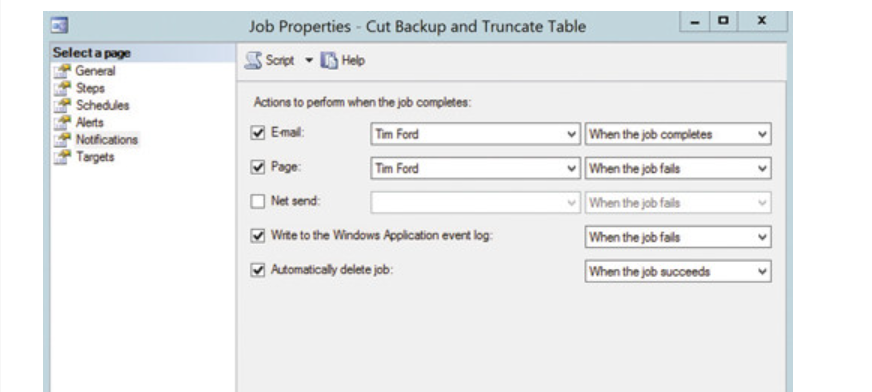 Job Properties - Cut Backup and Truncate Table
Select a page
General
Steps
Schedules
Alerts
Notifications
Targets
Script Help
Actions to perform when the job completes:
E-mail: Tim Ford When the job completes
Page: Tim Ford When the job fails
Net send: When the job fails
Write to the Windows Application event log: When the job fails
Automatically delete job: When the job succeeds